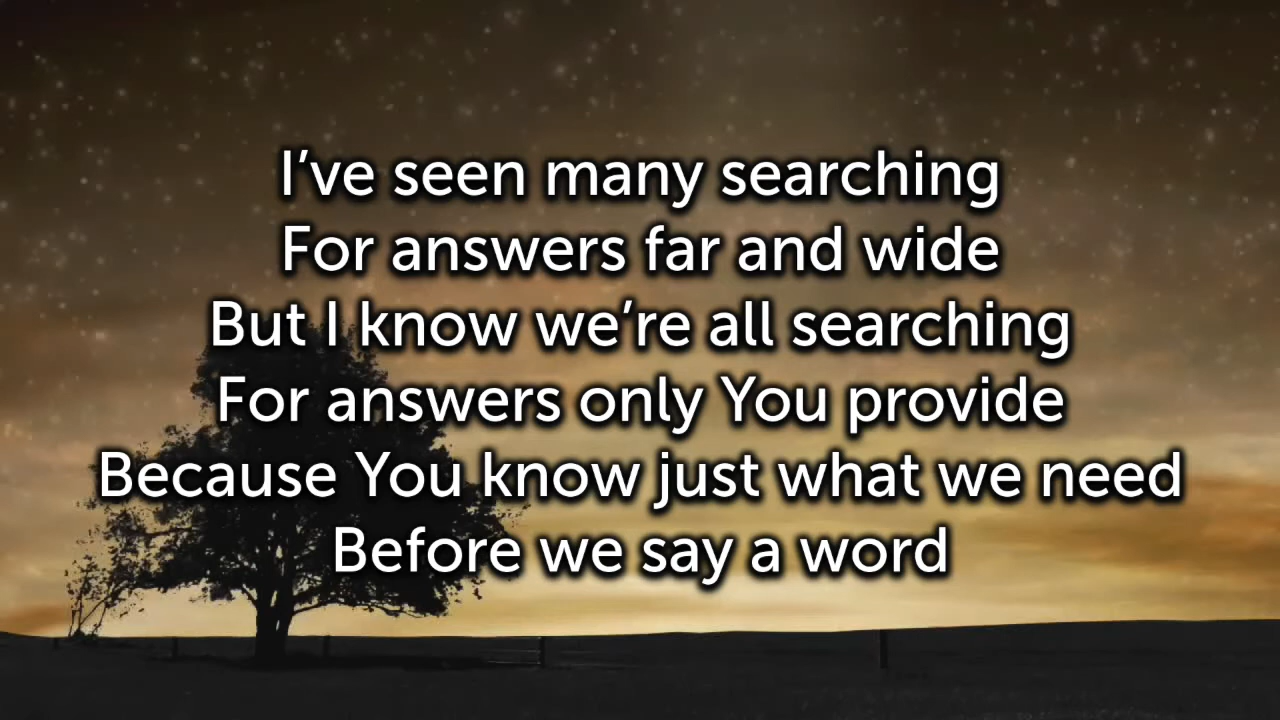 I’ve seen many searching
For answers far and wide
But I know we’re all searching
For answers only You provide
Because You know just what we need
Before we say a word